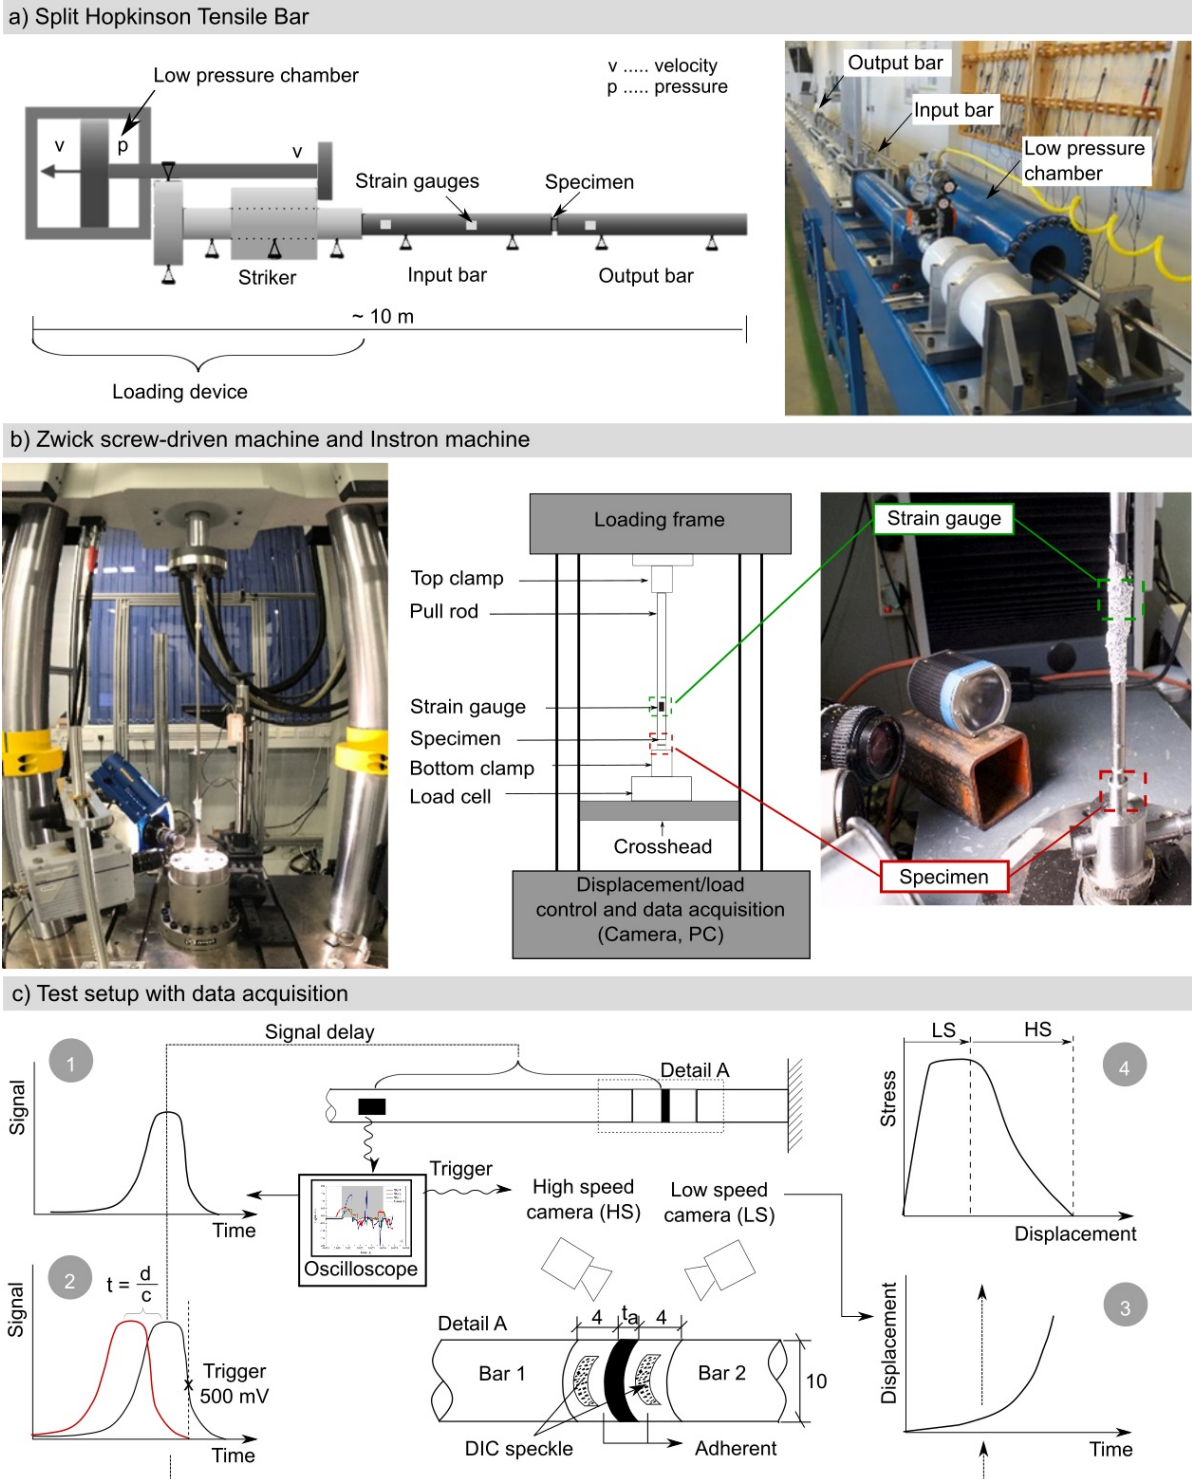 a) Split Hopkinson Tensile Bar
Low pressure chamber
v ..... velocity
p ..... pressure
v
p
v
Strain gauges
Specimen
Striker
Input bar
Output bar
~ 10 m
Loading device
Output bar
Input bar
Low pressure
chamber
b) Zwick screw-driven machine and Instron machine
Loading frame
Top clamp
Pull rod
Strain gauge
Specimen
Bottom clamp
Load cell
Crosshead
Displacement/load
control and data acquisition
(Camera, PC)
Strain gauge
Specimen
c) Test setup with data acquisition
1
Signal
Time
Signal delay
Detail A
Trigger
Oscilloscope
High speed
camera (HS)
Low speed
camera (LS)
LS
HS
4
Stress
Displacement
2
Signal
t = d/c
Trigger
500 mV
Time
Detail A
4
ta
4
Bar 1
Bar 2
10
DIC speckle
Adherent
3
Displacement
Time